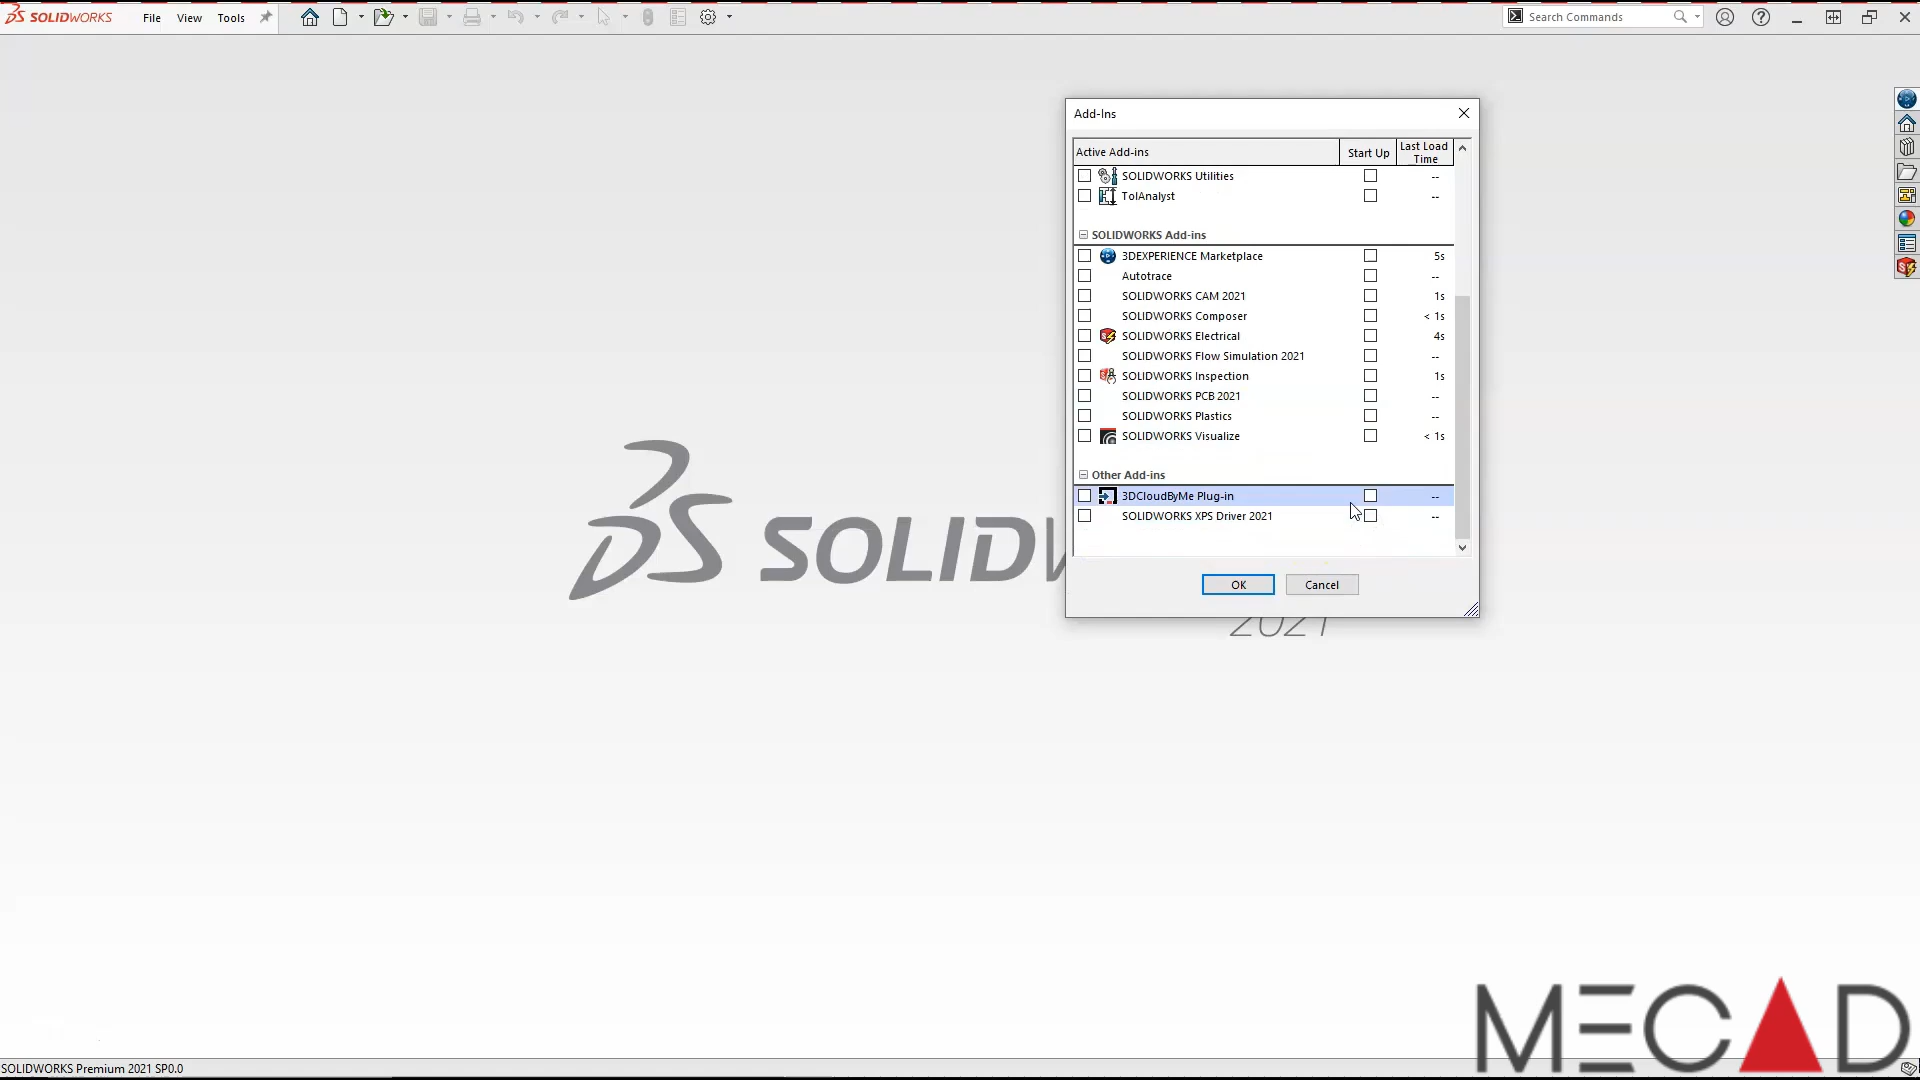 SOLIDWORKS File View Tools Search Commands
Add-Ins
Active Add-ins Start Up Last Load Time
SOLIDWORKS Utilities --
TolAnalyst --
SOLIDWORKS Add-ins
3DEXPERIENCE Marketplace 5s
Autotrace --
SOLIDWORKS CAM 2021 1s
SOLIDWORKS Composer < 1s
SOLIDWORKS Electrical 4s
SOLIDWORKS Flow Simulation 2021 --
SOLIDWORKS Inspection 1s
SOLIDWORKS PCB 2021 --
SOLIDWORKS Plastics --
SOLIDWORKS Visualize < 1s
Other Add-ins
3DCloudByMe Plug-in --
SOLIDWORKS XPS Driver 2021 --
OK Cancel
SOLID
2021
MECAD
SOLIDWORKS Premium 2021 SP0.0